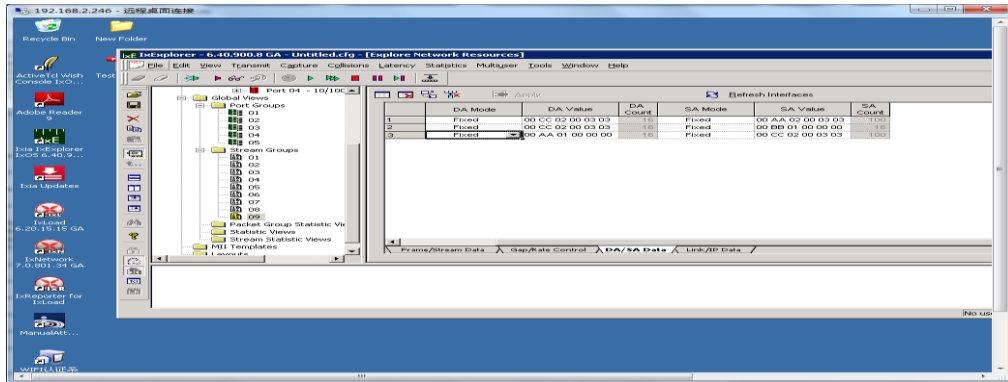 192.168.2.246 - 远程桌面连接
Recycle Bin
New Folder
IxE IxExplorer - 6.40.900.8 GA - Untitled.cfg - [Explore Network Resources]
File Edit View Transmit Capture Collisions Latency Statistics Multiuser Tools Window Help
ActiveTcl Wish
Console IxO...
Test
Adobe Reader
9
Ixia IxExplorer
IxOS 6.40.9...
Ixia Updates
IxLoad
6.20.15.15 GA
IxNetwork
7.0.801.34 GA
IxReporter for
IxLoad
ManualAtt...
Port 04 - 10/100
Global Views
Port Groups
01
02
03
04
05
Stream Groups
01
02
03
04
05
06
07
08
09
Packet Group Statistic Vie
Statistic Views
Stream Statistic Views
MII Templates
Layouts
Apply
Refresh Interfaces
DA Mode DA Value DA Count SA Mode SA Value SA Count
1 Fixed 00 CC 02 00 03 03 16 Fixed 00 AA 02 00 03 03 100
2 Fixed 00 CC 02 00 03 03 16 Fixed 00 BB 01 00 00 00 16
3 Fixed 00 AA 01 00 00 00 16 Fixed 00 CC 02 00 03 03 100
Frame/Stream Data Gap/Rate Control DA/SA Data Link/IP Data
No us